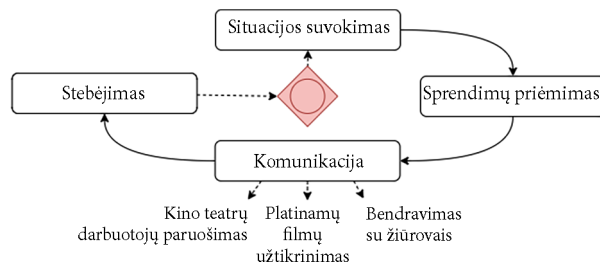 Situacijos suvokimas
Stebėjimas
Sprendimų priėmimas
Komunikacija
Kino teatrų
darbuotojų paruošimas
Platinamų
filmų
užtikrinimas
Bendravimas
su žiūrovais